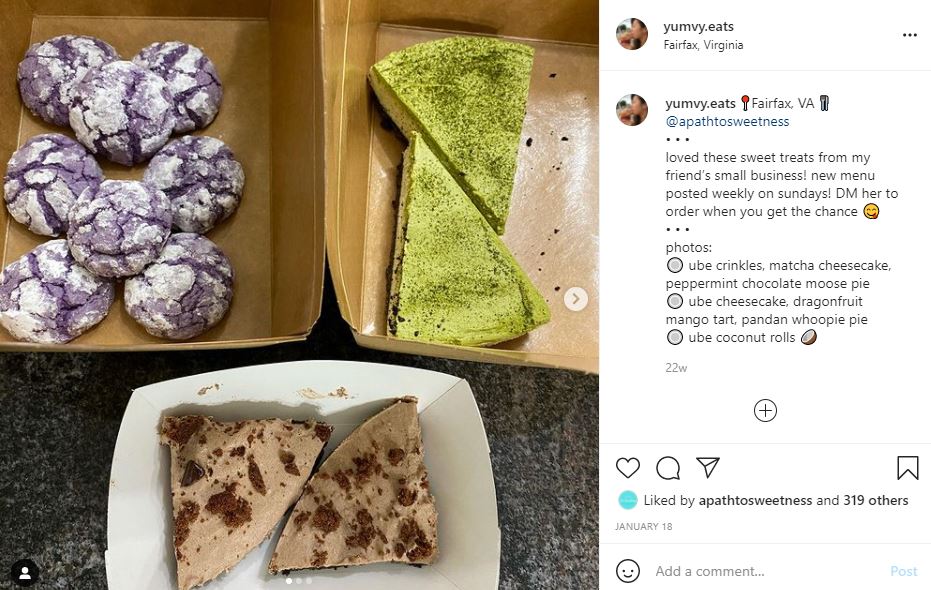 yumvy.eats
Fairfax, Virginia
yumvy.eats 📍Fairfax, VA 👖
@apathtosweetness
• • •
loved these sweet treats from my
friend's small business! new menu
posted weekly on sundays! DM her to
order when you get the chance 😋
• • •
photos:
⚪ ube crinkles, matcha cheesecake,
peppermint chocolate moose pie
⚪ ube cheesecake, dragonfruit
mango tart, pandan whoopie pie
⚪ ube coconut rolls 🥥
22w
Liked by apathtosweetness and 319 others
JANUARY 18
Add a comment...
Post